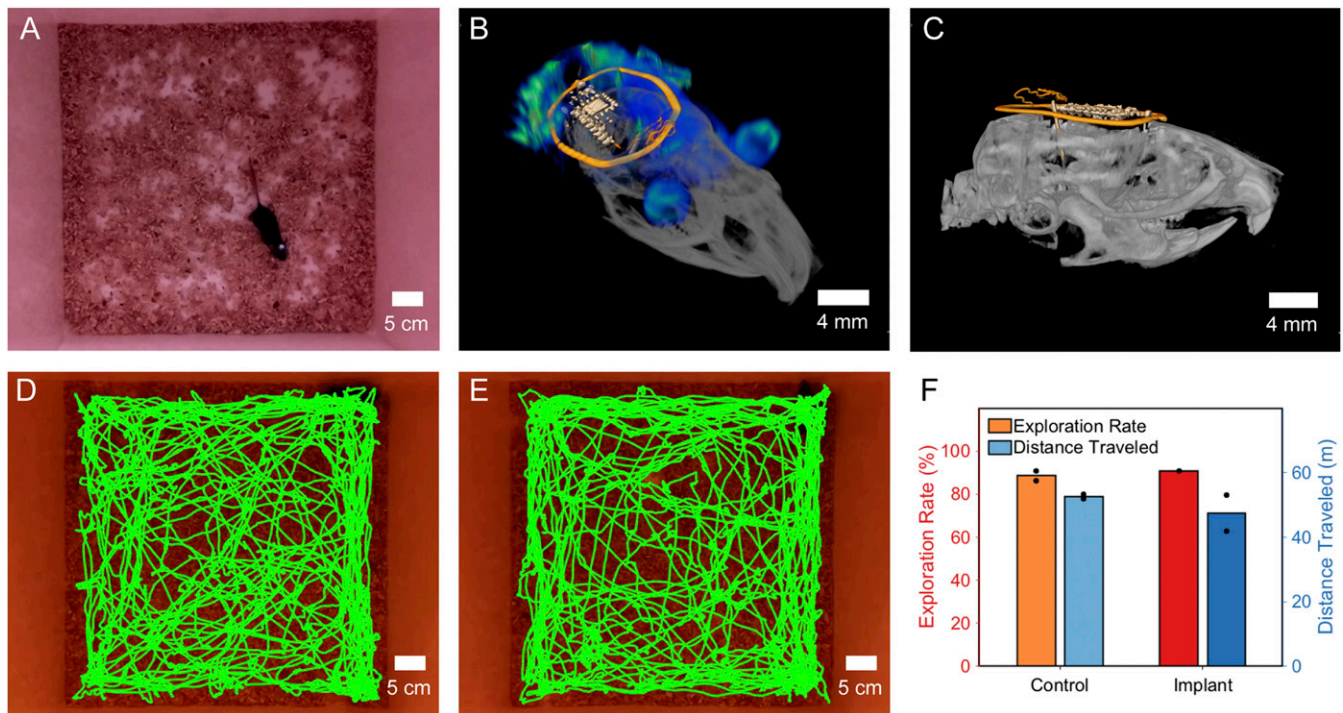 A
5 cm
B
4 mm
C
4 mm
D
5 cm
E
5 cm
F
Exploration Rate
Distance Traveled
Exploration Rate (%)
100
80
60
40
20
0
Distance Traveled (m)
60
40
20
0
Control
Implant